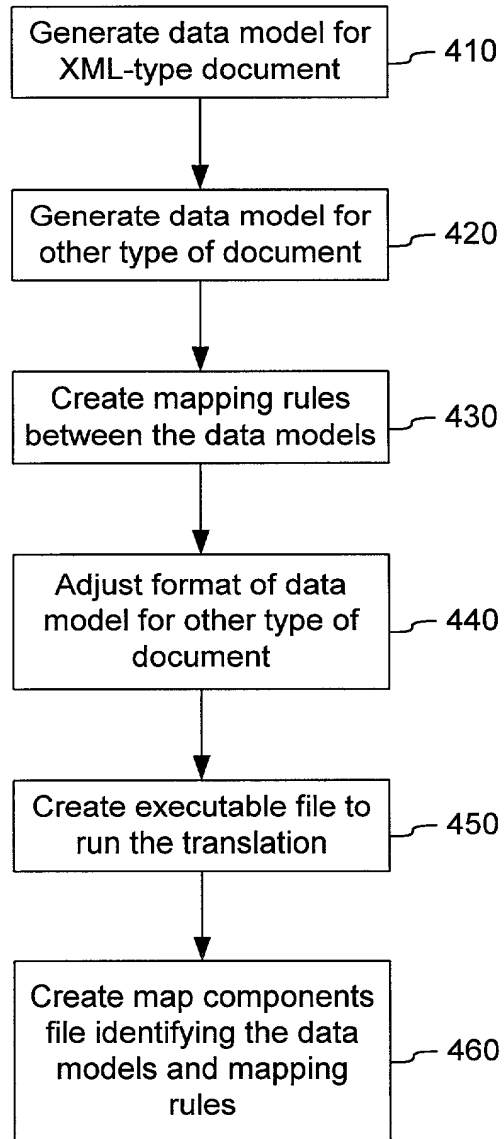 Generate data model for
XML-type document
410
Generate data model for
other type of document
420
Create mapping rules
between the data models
430
Adjust format of data
model for other type of
document
440
Create executable file to
run the translation
450
Create map components
file identifying the data
models and mapping
rules
460